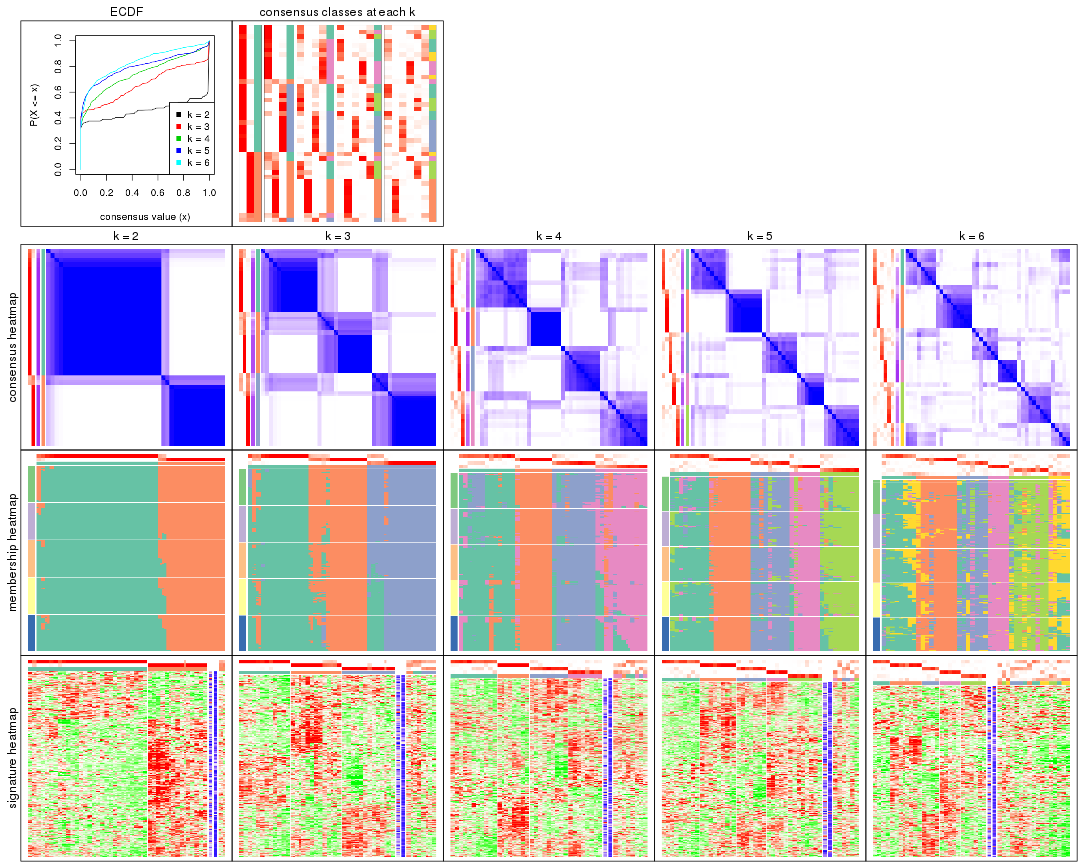 ECDF
consensus classes at each k
P(X <= x)
0.0 0.2 0.4 0.6 0.8 1.0
k = 2
k = 3
k = 4
k = 5
k = 6
0.0 0.2 0.4 0.6 0.8 1.0
consensus value (x)
k = 2
k = 3
k = 4
k = 5
k = 6
consensus heatmap
membership heatmap
signature heatmap